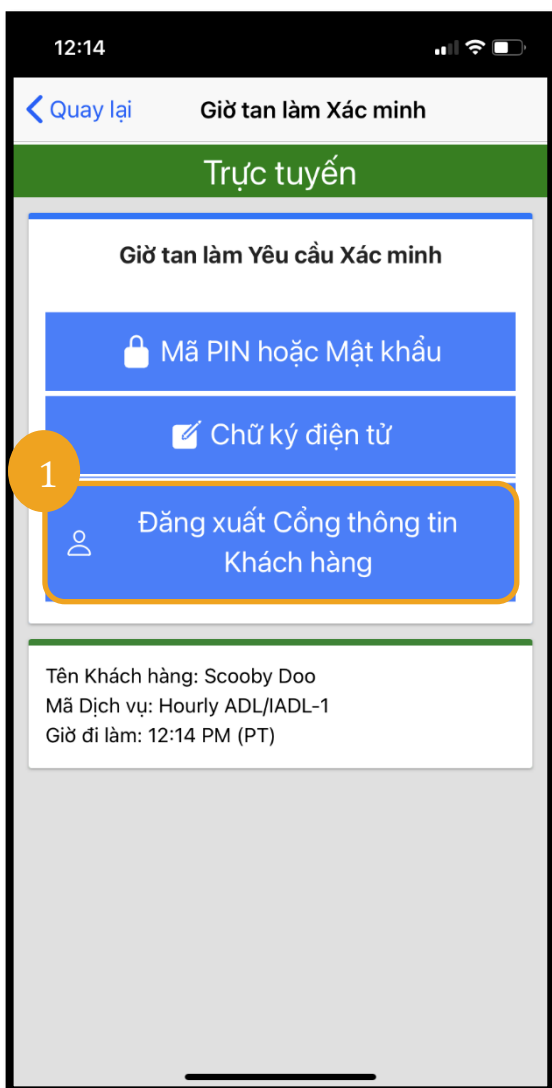 12:14
Quay lại Giờ tan làm Xác minh
Trực tuyến
Giờ tan làm Yêu cầu Xác minh
Mã PIN hoặc Mật khẩu
Chữ ký điện tử
1
Đăng xuất Cổng thông tin
Khách hàng
Tên Khách hàng: Scooby Doo
Mã Dịch vụ: Hourly ADL/IADL-1
Giờ đi làm: 12:14 PM (PT)